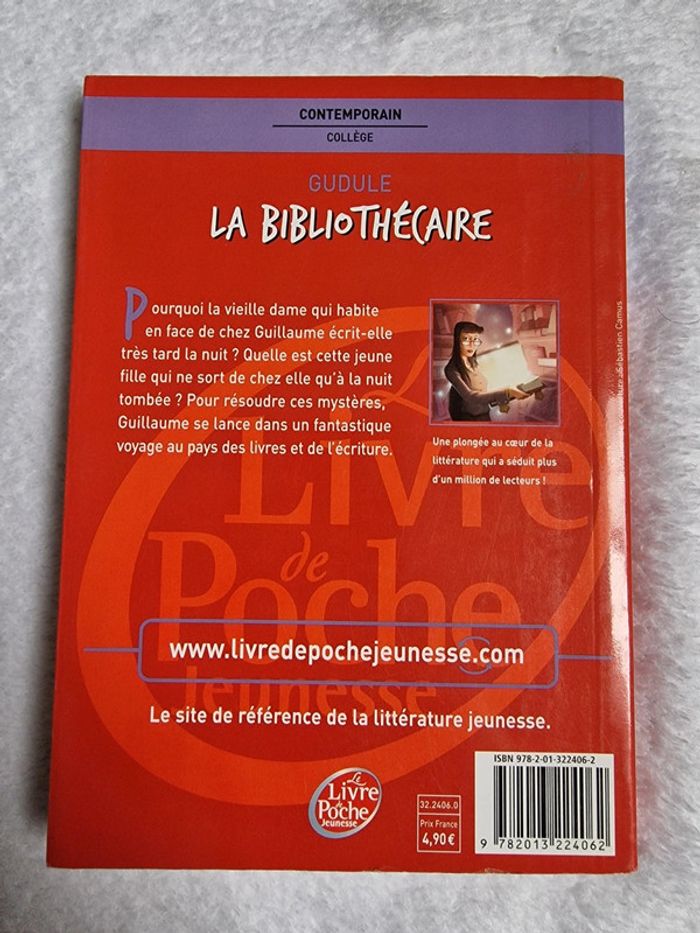 CONTEMPORAIN
COLLÈGE
GUDULE
LA BIBLIOTHÉCAIRE
Pourquoi la vieille dame qui habite
en face de chez Guillaume écrit-elle
très tard la nuit ? Quelle est cette jeune
fille qui ne sort de chez elle qu'à la nuit
tombée ? Pour résoudre ces mystères,
Guillaume se lance dans un fantastique
voyage au pays des livres et de l'écriture.
Sébastien Camus
Une plongée au cœur de la
littérature qui a séduit plus
d'un million de lecteurs !
Le
Livre
de
Poche
Jeunesse
www.livredepochejeunesse.com
Le site de référence de la littérature jeunesse.
Le
Livre
de
Poche
Jeunesse
32.2406.0
Prix France
4,90 €
ISBN 978-2-01-322406-2
9 782013 224062